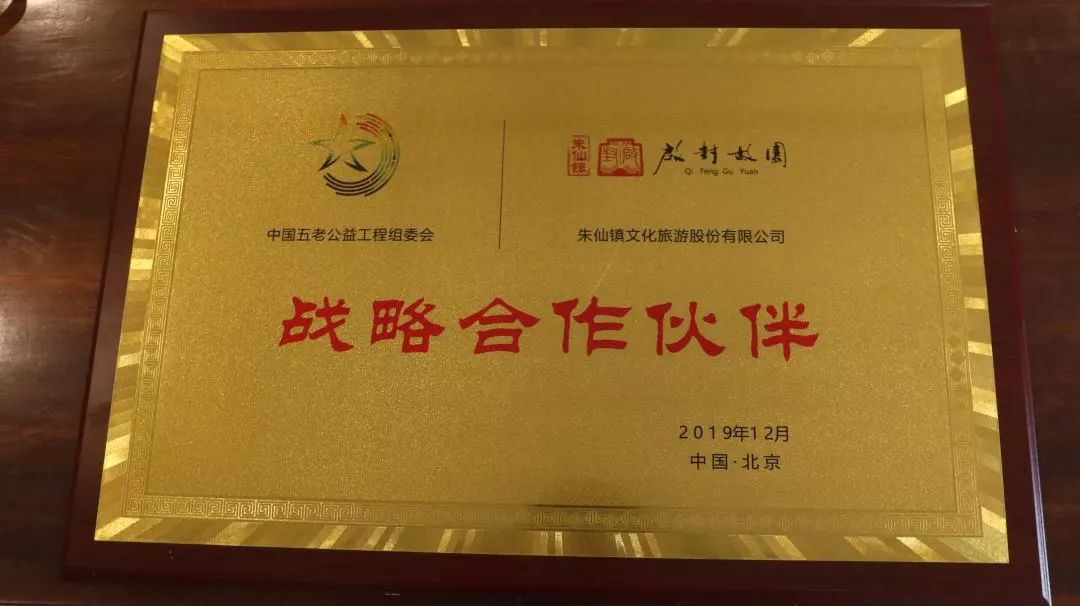 朱仙镇
启封故園
Qi Feng Gu Yuan
中国五老公益工程组委会
朱仙镇文化旅游股份有限公司
战略合作伙伴
2019年12月
中国·北京